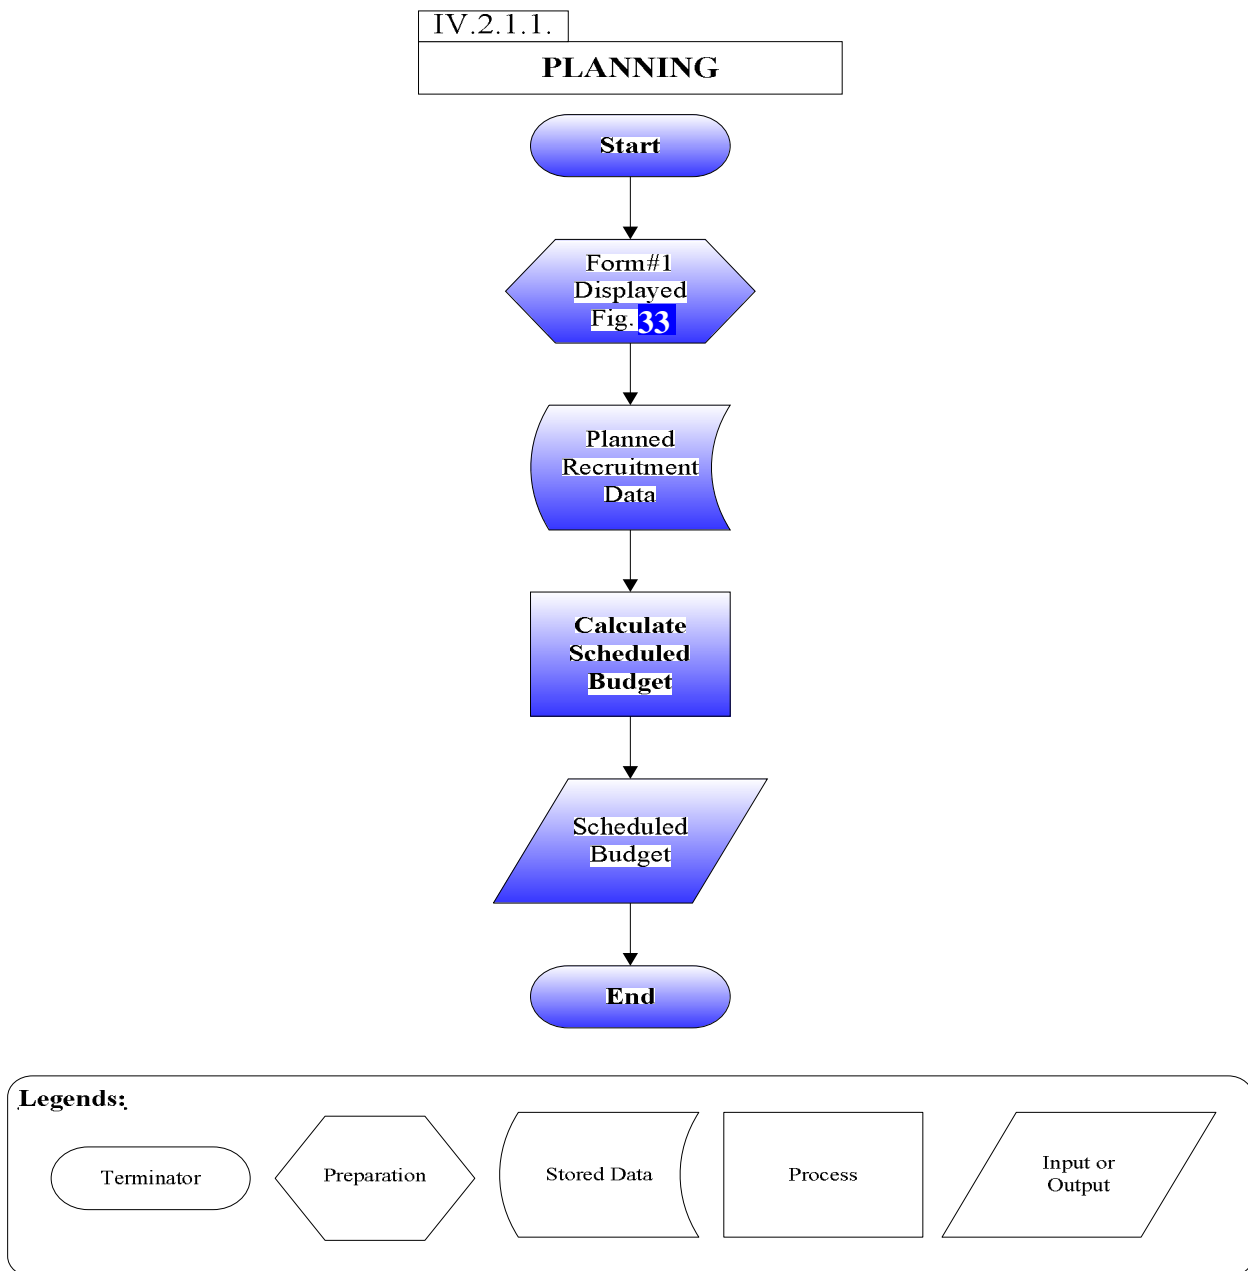 IV.2.1.1.
PLANNING
Start
Form#1
Displayed
Fig. 33
Planned
Recruitment
Data
Calculate
Scheduled
Budget
Scheduled
Budget
End
Legends:
Terminator
Preparation
Stored Data
Process
Input or
Output